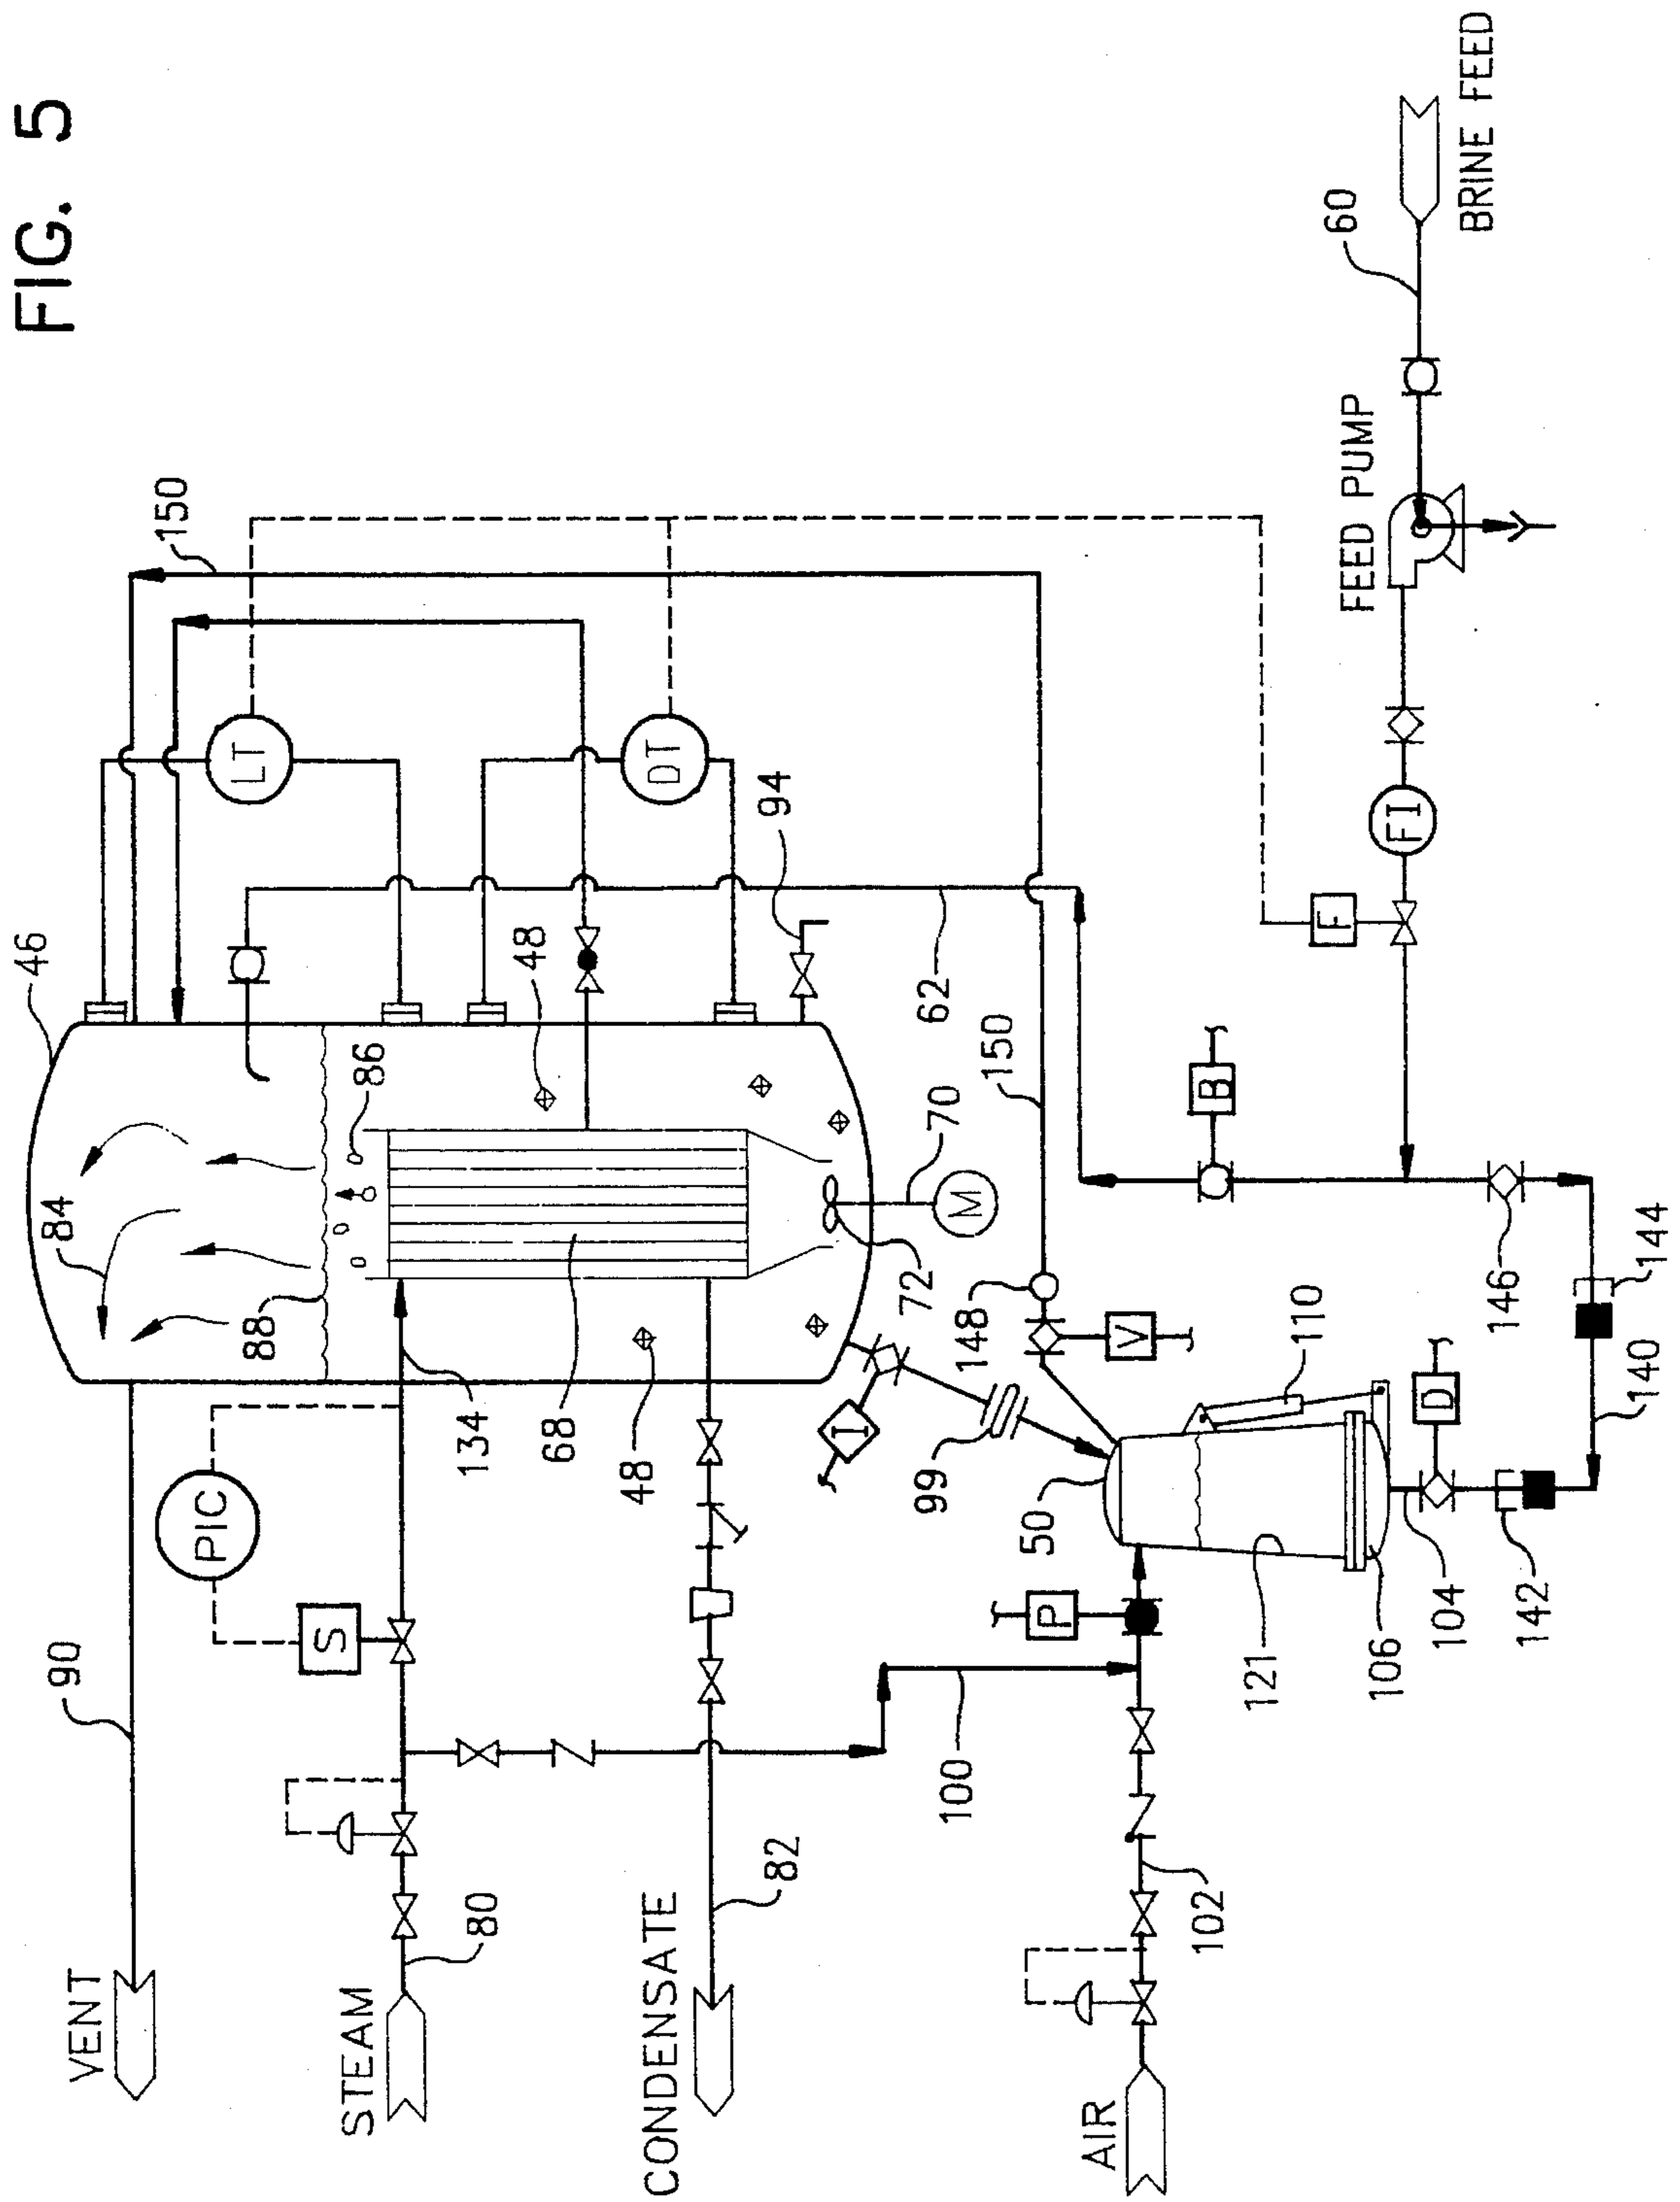 FIG. 5
46
84
90
VENT
150
PIC
LT
88
S
STEAM
86
134
80
48
68
48
CONDENSATE
DT
94
82
I
72
62
99
70
100
M
148
150
50
P
AIR
V
102
B
121
110
F
60
FEED PUMP
106
FI
D
104
BRINE FEED
146
142
140
144